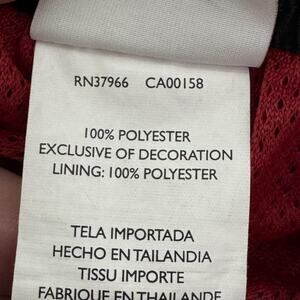 RN37966 CA00158
100% POLYESTER
EXCLUSIVE OF DECORATION
LINING: 100% POLYESTER
TELA IMPORTADA
HECHO EN TAILANDIA
TISSU IMPORTE
FABRIQUE EN THAILANDE